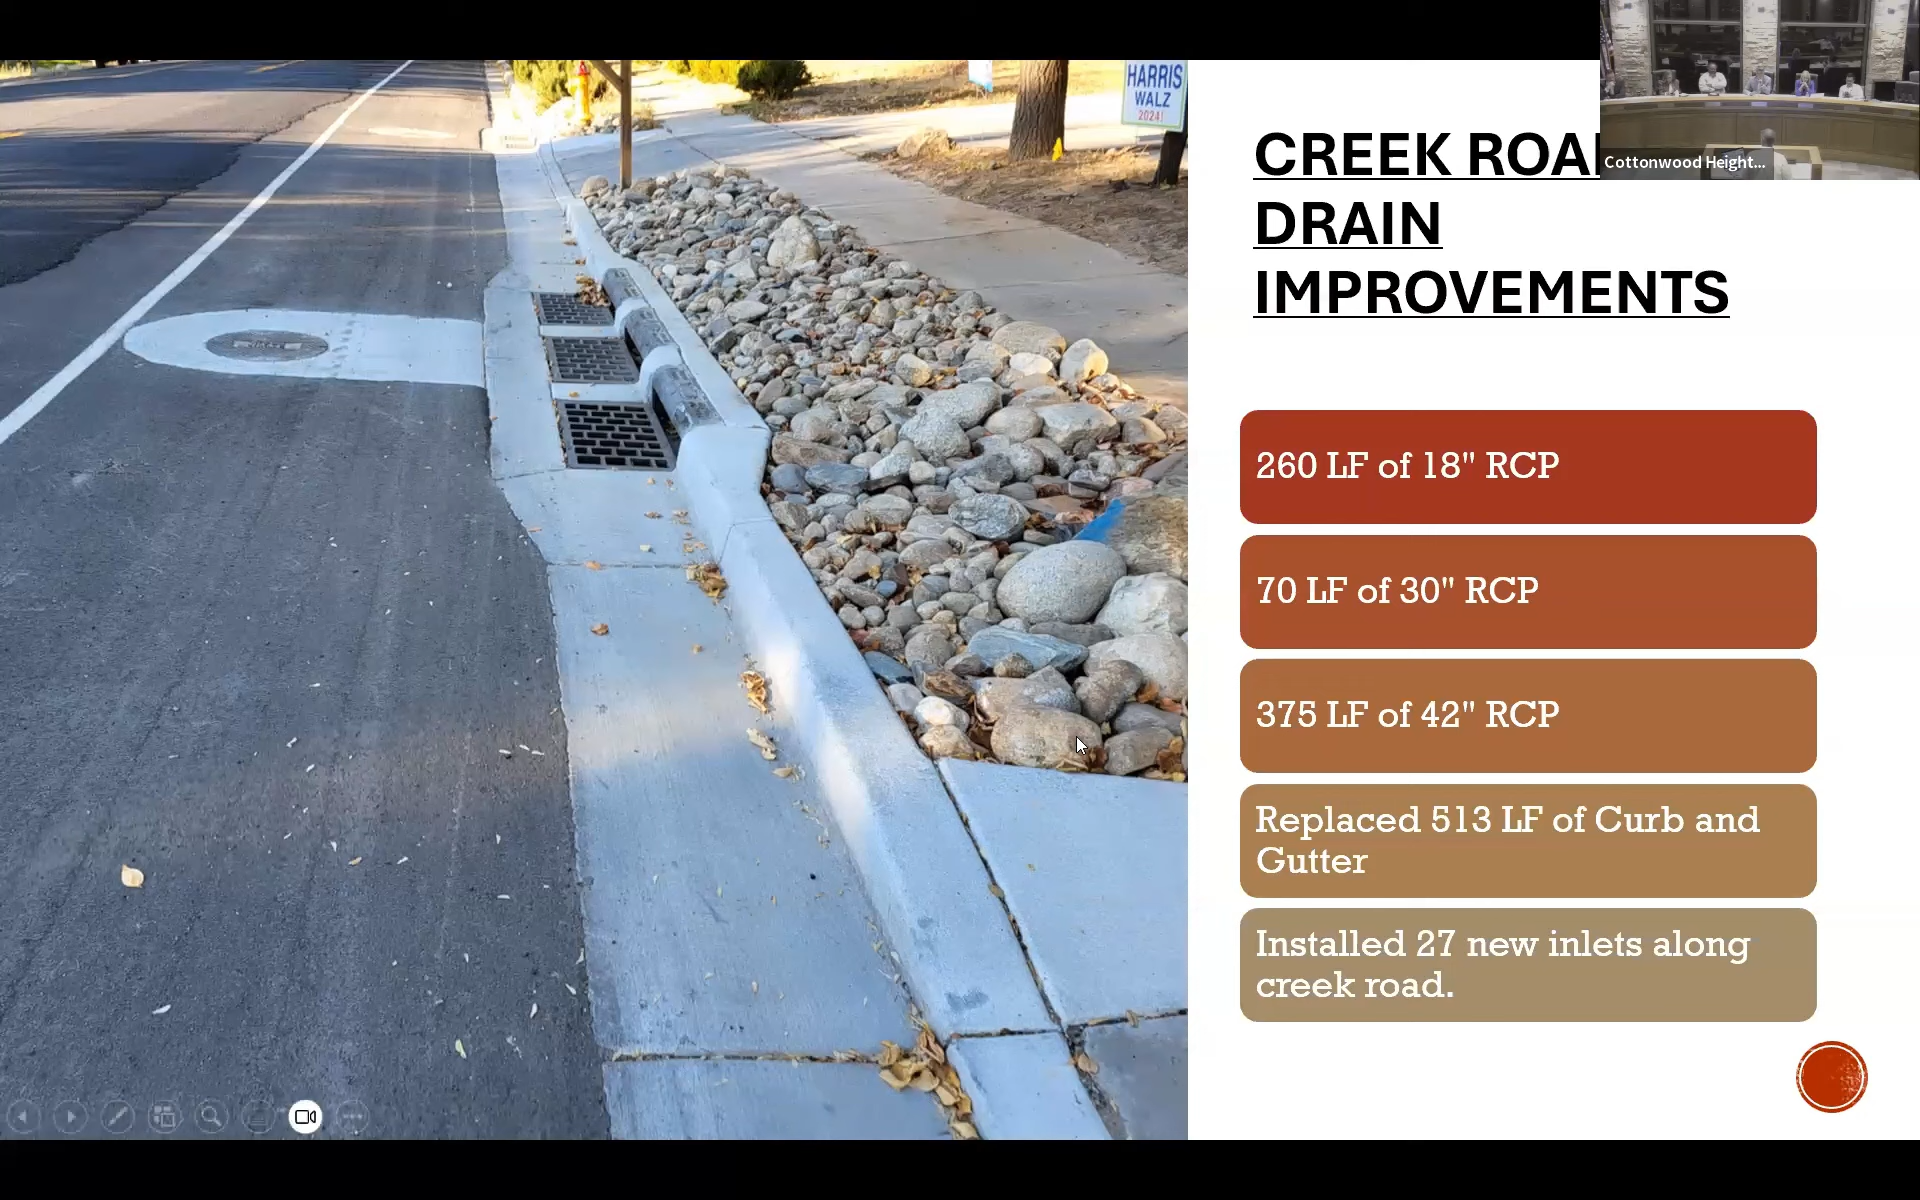 HARRIS
WALZ
2024!
CREEK ROA
DRAIN
IMPROVEMENTS
Cottonwood Height...
260 LF of 18" RCP
70 LF of 30" RCP
375 LF of 42" RCP
Replaced 513 LF of Curb and
Gutter
Installed 27 new inlets along
creek road.